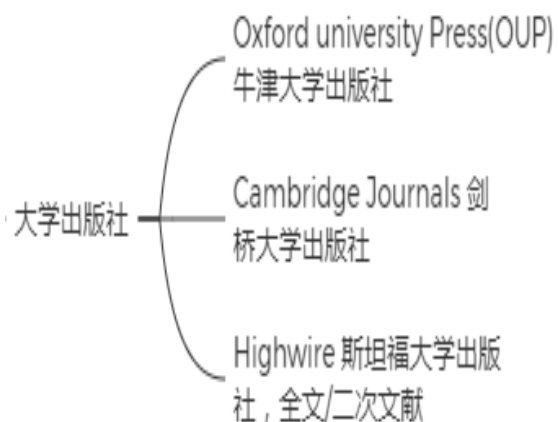 Oxford university Press(OUP)
牛津大学出版社
大学出版社
Cambridge Journals 剑
桥大学出版社
Highwire 斯坦福大学出版
社，全文/二次文献